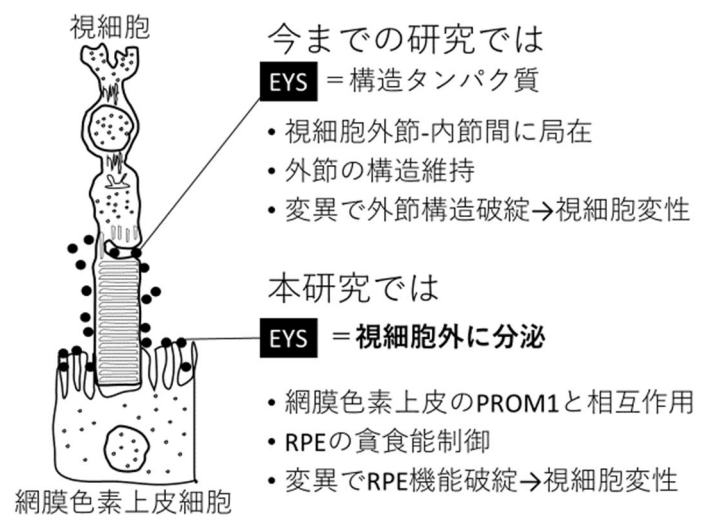 視細胞
今までの研究では
EYS ＝構造タンパク質
• 視細胞外節-内節間に局在
• 外節の構造維持
• 変異で外節構造破綻→視細胞変性
本研究では
EYS ＝視細胞外に分泌
• 網膜色素上皮のPROM1と相互作用
• RPEの貪食能制御
• 変異でRPE機能破綻→視細胞変性
網膜色素上皮細胞